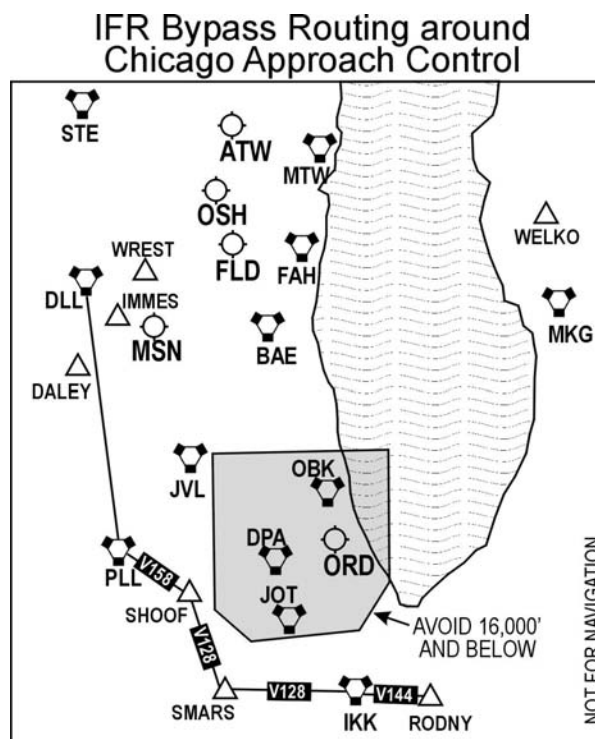 IFR Bypass Routing around
Chicago Approach Control
STE
ATW
MTW
OSH
WELKO
WREST
FLD
FAH
DLL
IMMES
MKG
MSN
BAE
DALEY
JVL
OBK
DPA
ORD
PLL
V158
JOT
SHOOF
AVOID 16,000'
AND BELOW
V128
V128
V144
SMARS
IKK
RODNY
NOT FOR NAVIGATION